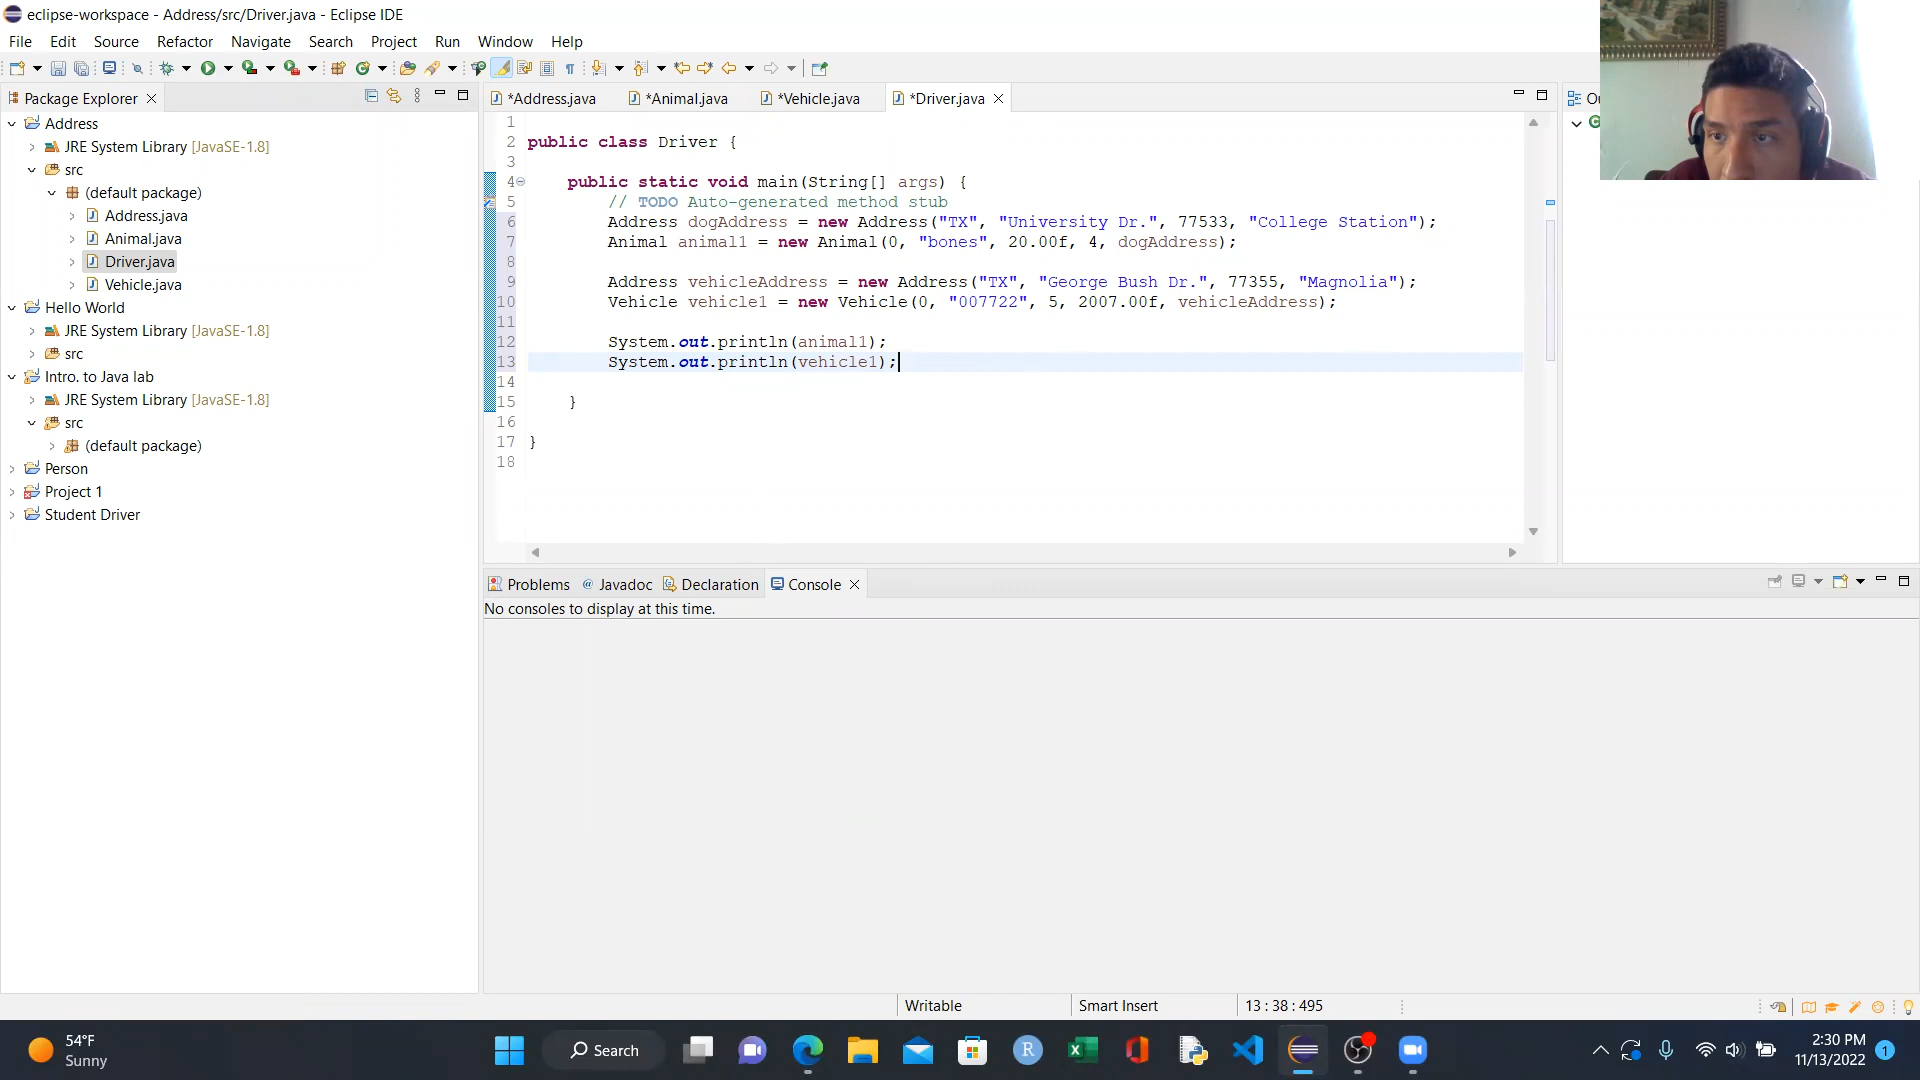 eclipse-workspace - Address/src/Driver.java - Eclipse IDE
File Edit Source Refactor Navigate Search Project Run Window Help
Package Explorer
Address
JRE System Library [JavaSE-1.8]
src
(default package)
Address.java
Animal.java
Driver.java
Vehicle.java
Hello World
JRE System Library [JavaSE-1.8]
src
Intro. to Java lab
JRE System Library [JavaSE-1.8]
src
(default package)
Person
Project 1
Student Driver
*Address.java *Animal.java *Vehicle.java *Driver.java
1
2 public class Driver {
3
4 public static void main(String[] args) {
5 // TODO Auto-generated method stub
6 Address dogAddress = new Address("TX", "University Dr.", 77533, "College Station");
7 Animal animal1 = new Animal(0, "bones", 20.00f, 4, dogAddress);
8
9 Address vehicleAddress = new Address("TX", "George Bush Dr.", 77355, "Magnolia");
10 Vehicle vehicle1 = new Vehicle(0, "007722", 5, 2007.00f, vehicleAddress);
11
12 System.out.println(animal1);
13 System.out.println(vehicle1);
14
15 }
16
17 }
18
Ou
Problems @ Javadoc Declaration Console
No consoles to display at this time.
Writable Smart Insert 13 : 38 : 495
54°F
Sunny
Search
2:30 PM
11/13/2022
1